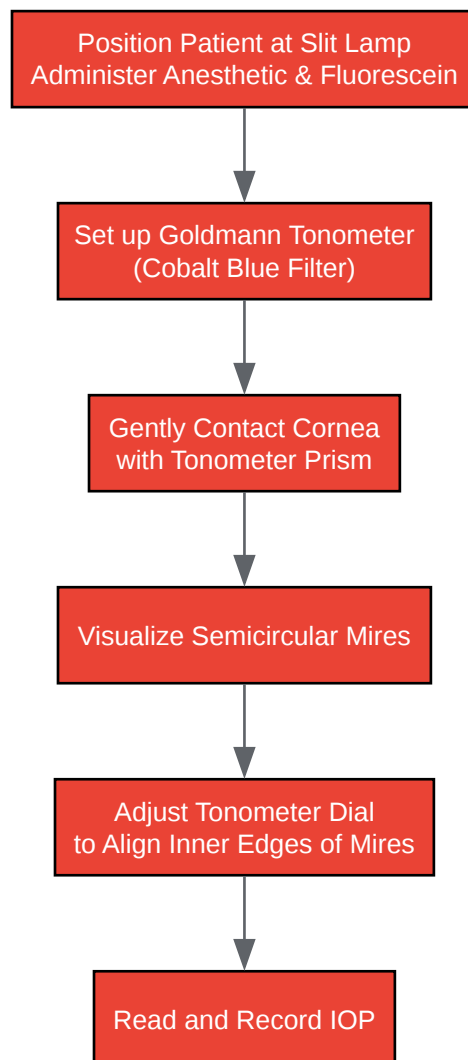 Position Patient at Slit Lamp
Administer Anesthetic & Fluorescein
Set up Goldmann Tonometer
(Cobalt Blue Filter)
Gently Contact Cornea
with Tonometer Prism
Visualize Semicircular Mires
Adjust Tonometer Dial
to Align Inner Edges of Mires
Read and Record IOP